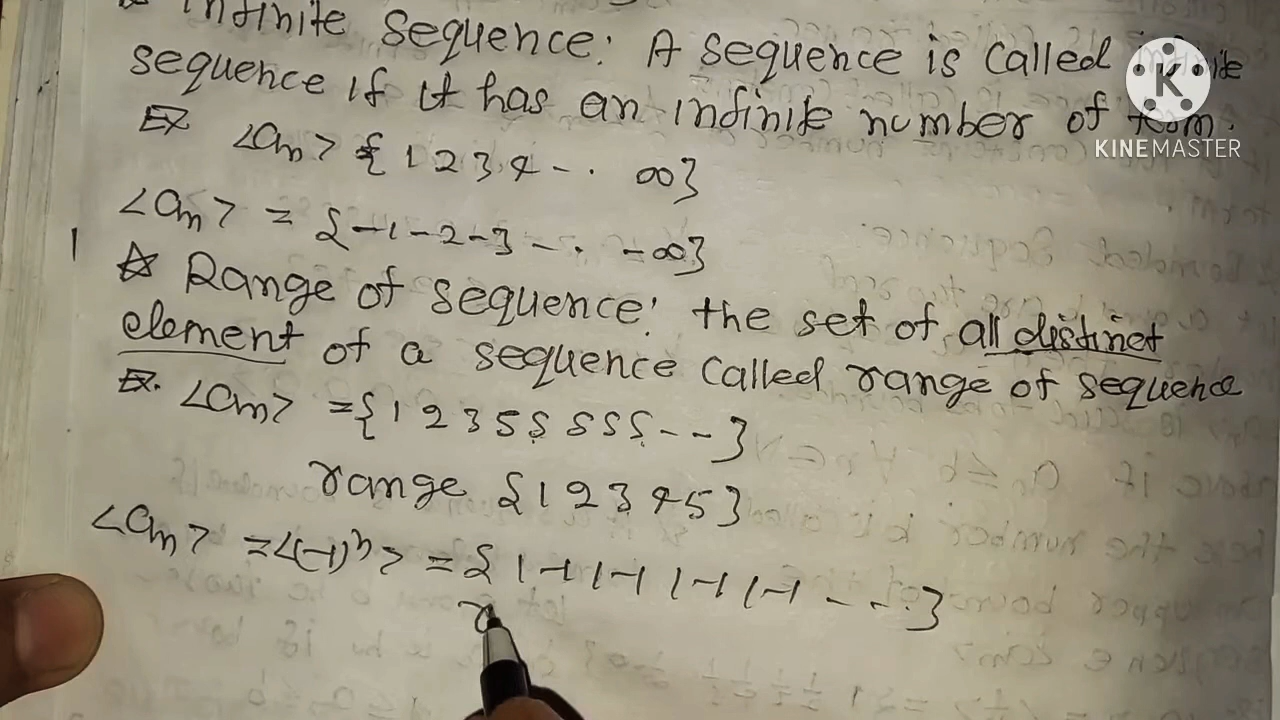 Infinite sequence: A sequence is called infinite
sequence if it has an infinite number of term.
Ex <an> {1 2 3 4 -- . ∞}
<an> = {-1-2-3 -- . -∞}
☆ Range of sequence: the set of all distinct
element of a sequence called range of sequence
Ex. <an> = {1 2 3 5 5 5 5 5 ---}
range {1 2 3 4 5}
<an> = <(-1)^n> = {1 -1 1 -1 1 -1 1 -1 ---}
r
K
KINEMASTER